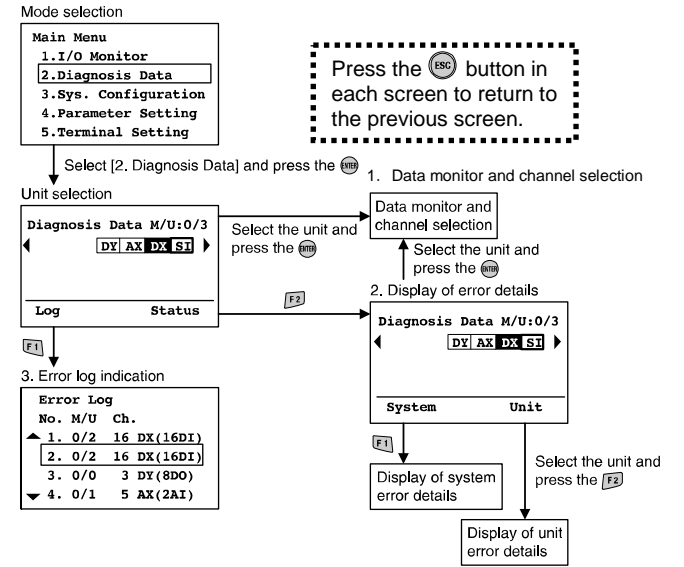 Mode selection
Main Menu
1.I/O Monitor
2.Diagnosis Data
3.Sys. Configuration
4.Parameter Setting
5.Terminal Setting
Press the ESC button in
each screen to return to
the previous screen.
Select [2. Diagnosis Data] and press the ENTER
Unit selection
Diagnosis Data M/U:0/3
DY AX DX SI
Log Status
Select the unit and
press the ENTER
1. Data monitor and channel selection
Data monitor and
channel selection
Select the unit and
press the ENTER
F2
2. Display of error details
Diagnosis Data M/U:0/3
DY AX DX SI
System Unit
F1
3. Error log indication
Error Log
No. M/U Ch.
1. 0/2 16 DX(16DI)
2. 0/2 16 DX(16DI)
3. 0/0 3 DY(8DO)
4. 0/1 5 AX(2AI)
F1
Display of system
error details
Select the unit and
press the F2
Display of unit
error details